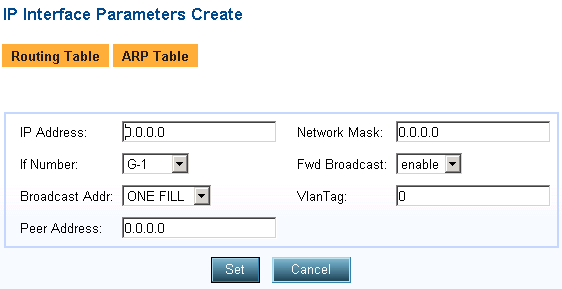 IP Interface Parameters Create
Routing Table ARP Table
IP Address: 0.0.0.0 Network Mask: 0.0.0.0
If Number: G-1 Fwd Broadcast: enable
Broadcast Addr: ONE FILL VlanTag: 0
Peer Address: 0.0.0.0
Set Cancel